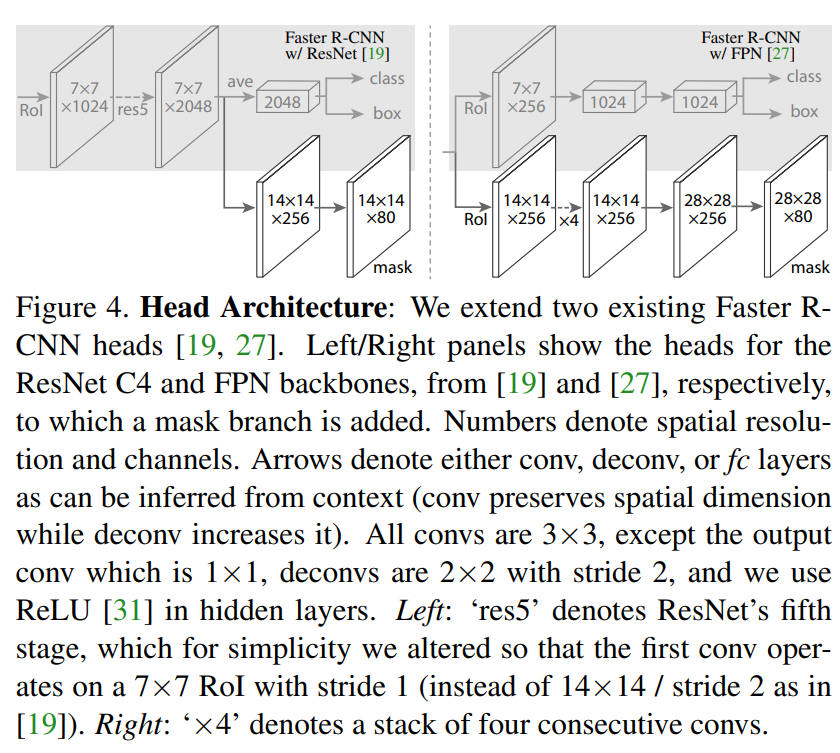 Faster R-CNN
w/ ResNet [19]
RoI
7×7
×1024
res5
7×7
×2048
ave
2048
class
box
14×14
×256
14×14
×80
mask
Faster R-CNN
w/ FPN [27]
RoI
7×7
×256
1024
1024
class
box
RoI
14×14
×256
×4
14×14
×256
28×28
×256
28×28
×80
mask
Figure 4. Head Architecture: We extend two existing Faster R-
CNN heads [19, 27]. Left/Right panels show the heads for the
ResNet C4 and FPN backbones, from [19] and [27], respectively,
to which a mask branch is added. Numbers denote spatial resolu-
tion and channels. Arrows denote either conv, deconv, or fc layers
as can be inferred from context (conv preserves spatial dimension
while deconv increases it). All convs are 3×3, except the output
conv which is 1×1, deconvs are 2×2 with stride 2, and we use
ReLU [31] in hidden layers. Left: ‘res5’ denotes ResNet’s fifth
stage, which for simplicity we altered so that the first conv oper-
ates on a 7×7 RoI with stride 1 (instead of 14×14 / stride 2 as in
[19]). Right: ‘×4’ denotes a stack of four consecutive convs.